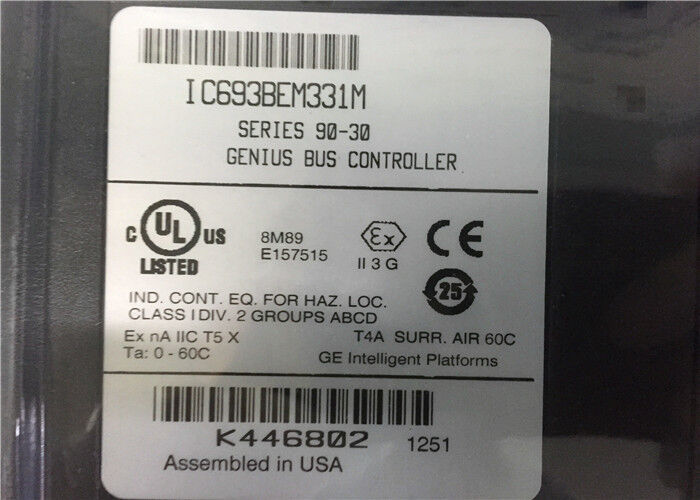 IC693BEM331M
SERIES 90-30
GENIUS BUS CONTROLLER
C UL US
LISTED
8M89
E157515
Ex
II 3 G
CE
25
IND. CONT. EQ. FOR HAZ. LOC.
CLASS I DIV. 2 GROUPS ABCD
Ex nA IIC T5 X
T4A SURR. AIR 60C
Ta: 0 - 60C
GE Intelligent Platforms
K446802 1251
Assembled in USA